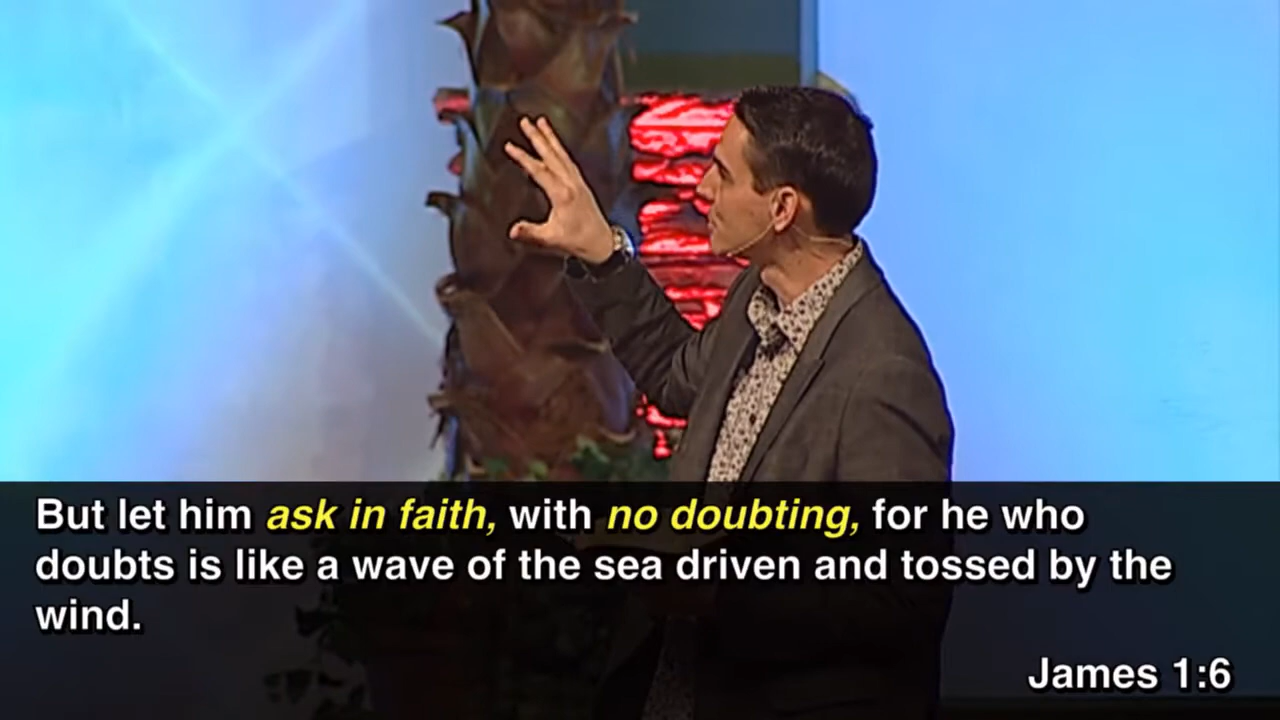 But let him ask in faith, with no doubting, for he who
doubts is like a wave of the sea driven and tossed by the
wind.
James 1:6